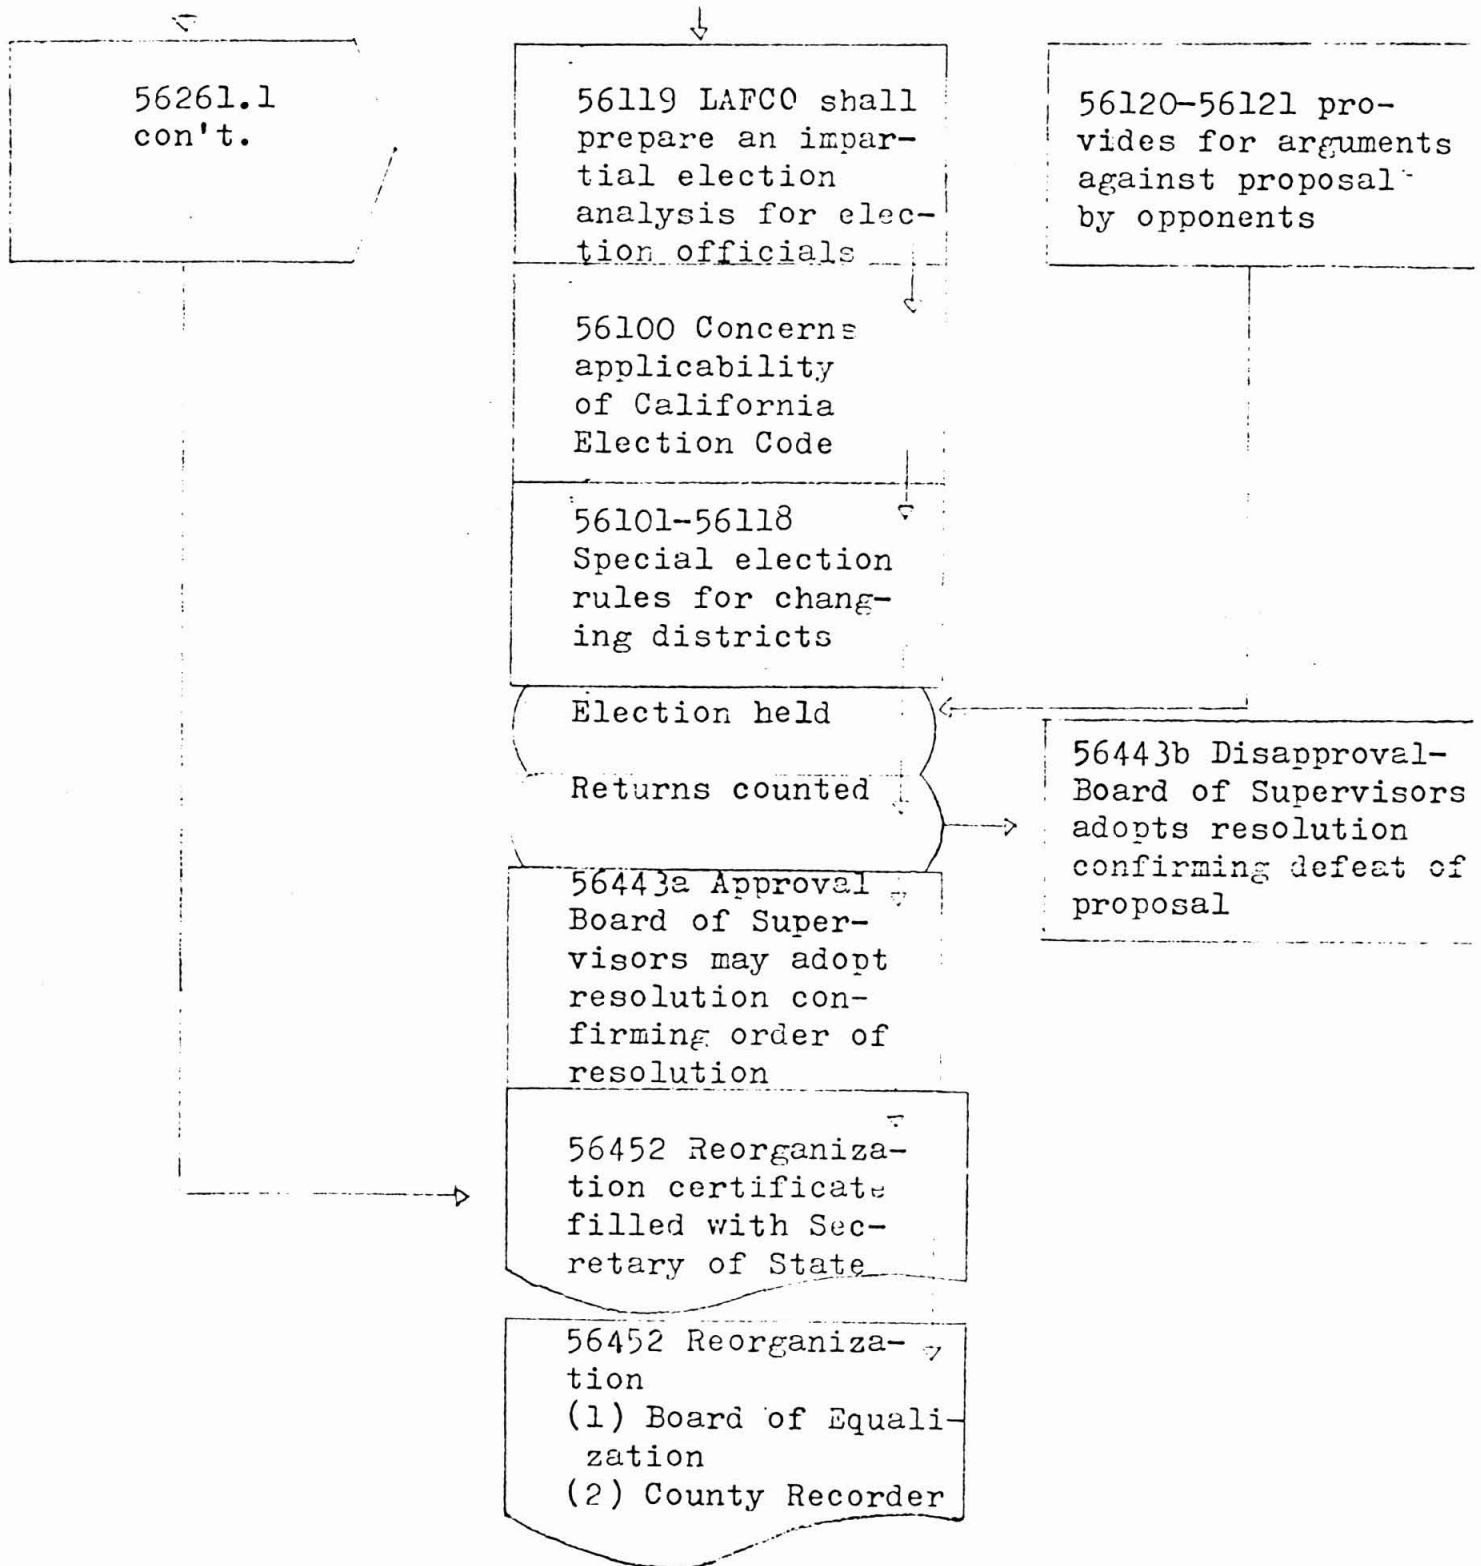 56261.1
con't.
56119 LAFCO shall
prepare an impar-
tial election
analysis for elec-
tion officials
56120-56121 pro-
vides for arguments
against proposal
by opponents
56100 Concerns
applicability
of California
Election Code
56101-56118
Special election
rules for chang-
ing districts
Election held
Returns counted
56443b Disapproval-
Board of Supervisors
adopts resolution
confirming defeat of
proposal
56443a Approval
Board of Super-
visors may adopt
resolution con-
firming order of
resolution
56452 Reorganiza-
tion certificate
filled with Sec-
retary of State
56452 Reorganiza-
tion
(1) Board of Equali-
zation
(2) County Recorder